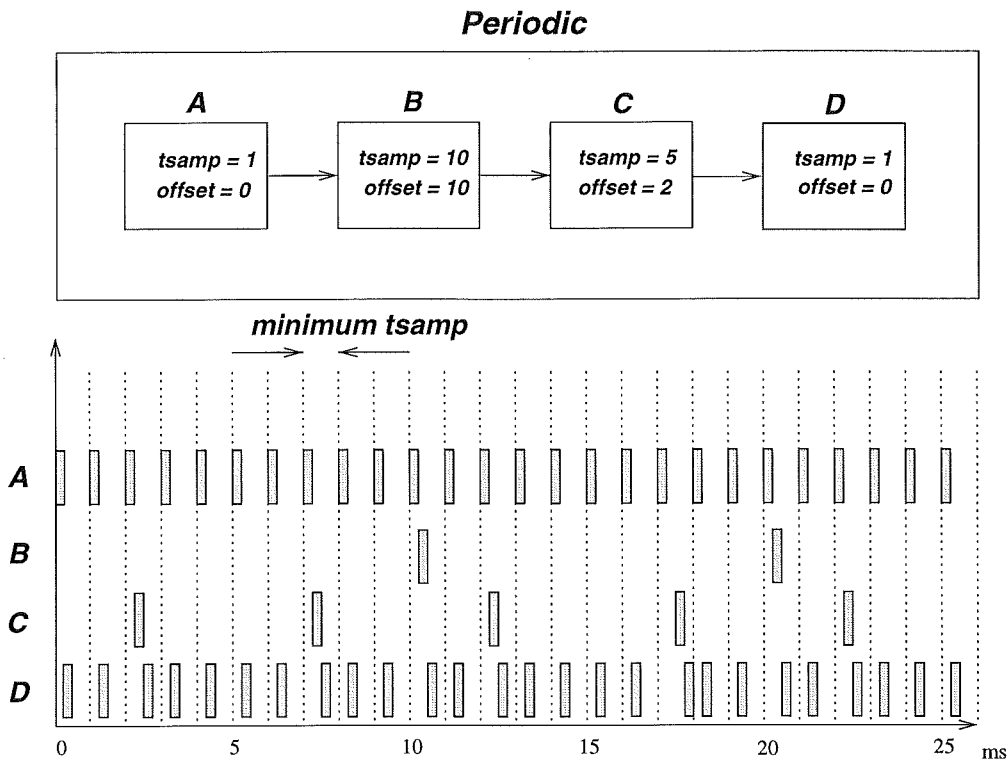 Periodic
A B C D
tsamp = 1
offset = 0
tsamp = 10
offset = 10
tsamp = 5
offset = 2
tsamp = 1
offset = 0
minimum tsamp
A
B
C
D
0 5 10 15 20 25 ms